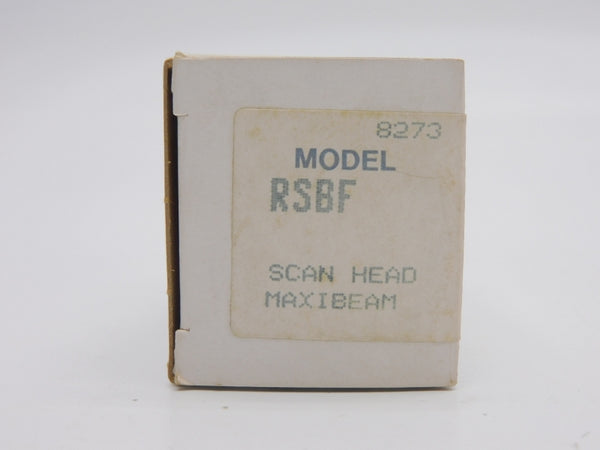 8273
MODEL
RSBF
SCAN HEAD
MAXIBEAM